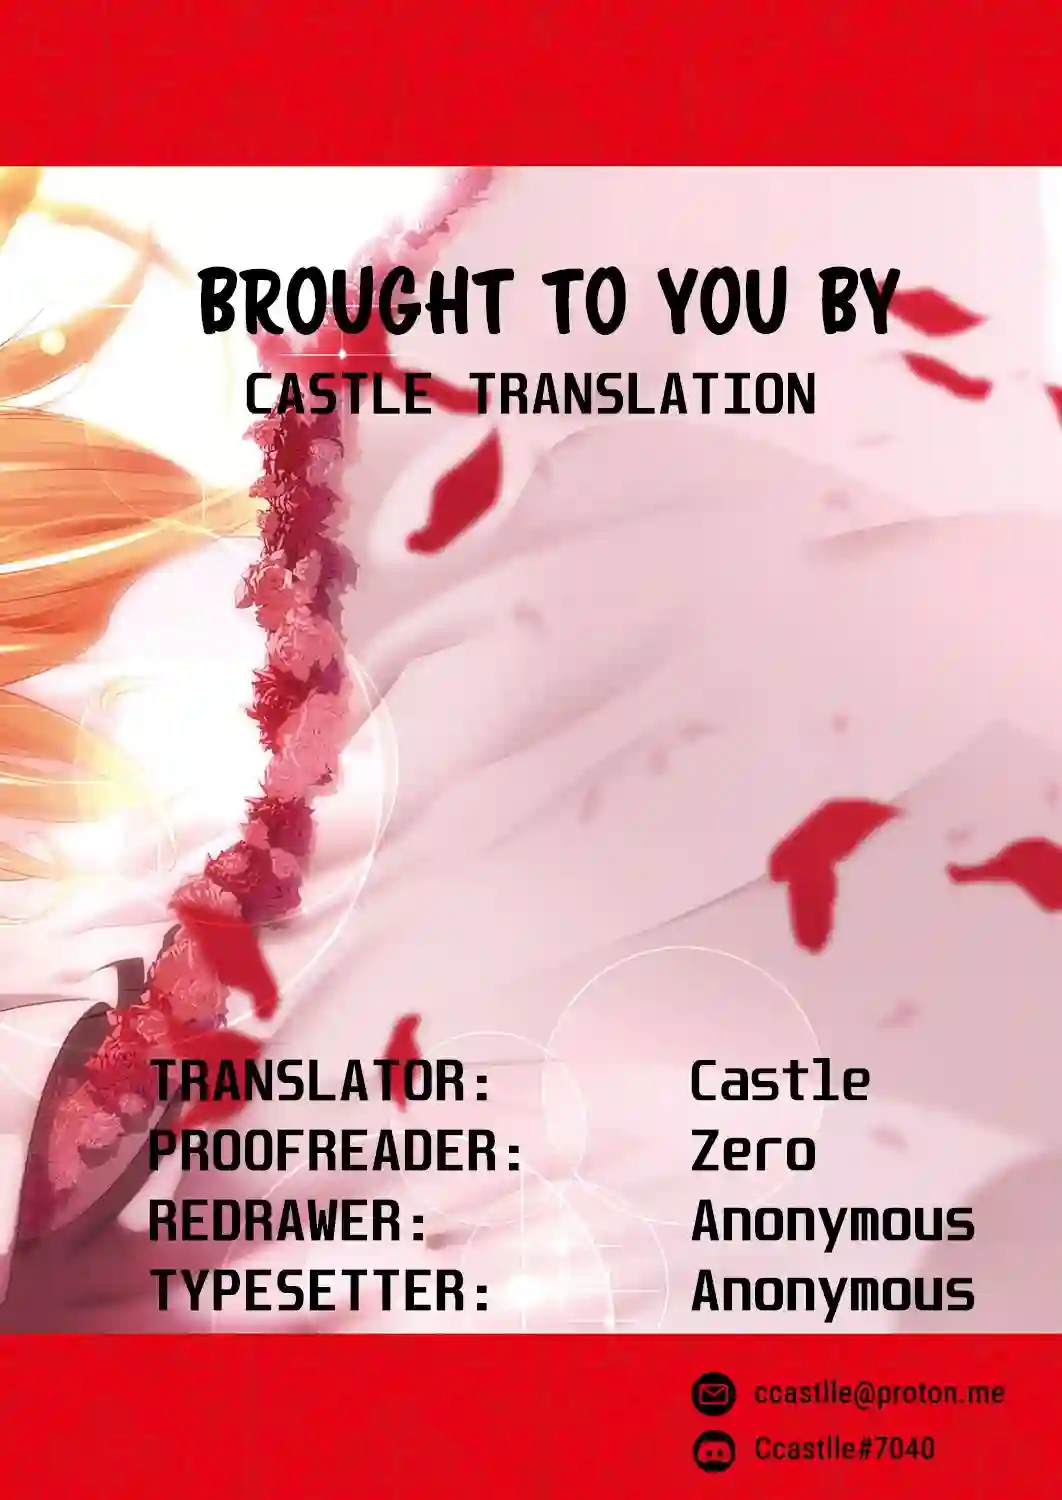 BROUGHT TO YOU BY
CASTLE TRANSLATION
TRANSLATOR: Castle
PROOFREADER: Zero
REDRAWER: Anonymous
TYPESETTER: Anonymous
ccastlle@proton.me
Ccastlle#7040